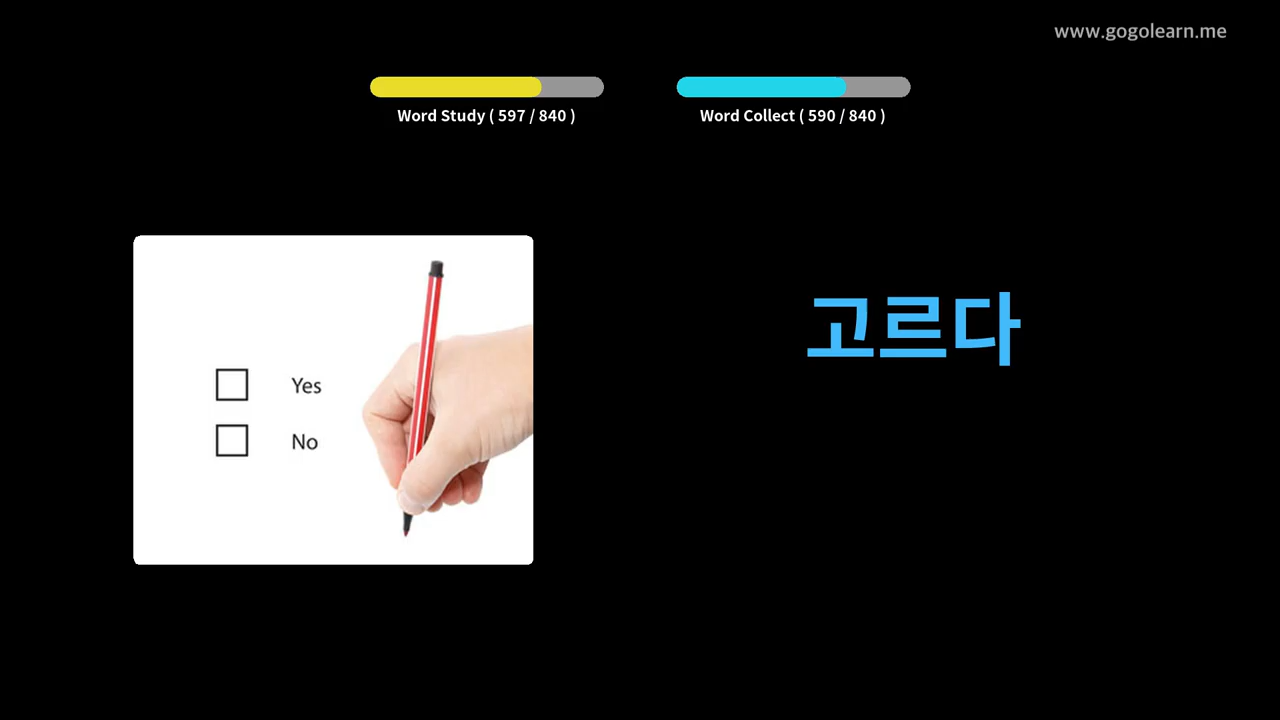 www.gogolearn.me
Word Study ( 597 / 840 )
Word Collect ( 590 / 840 )
Yes
No
고르다